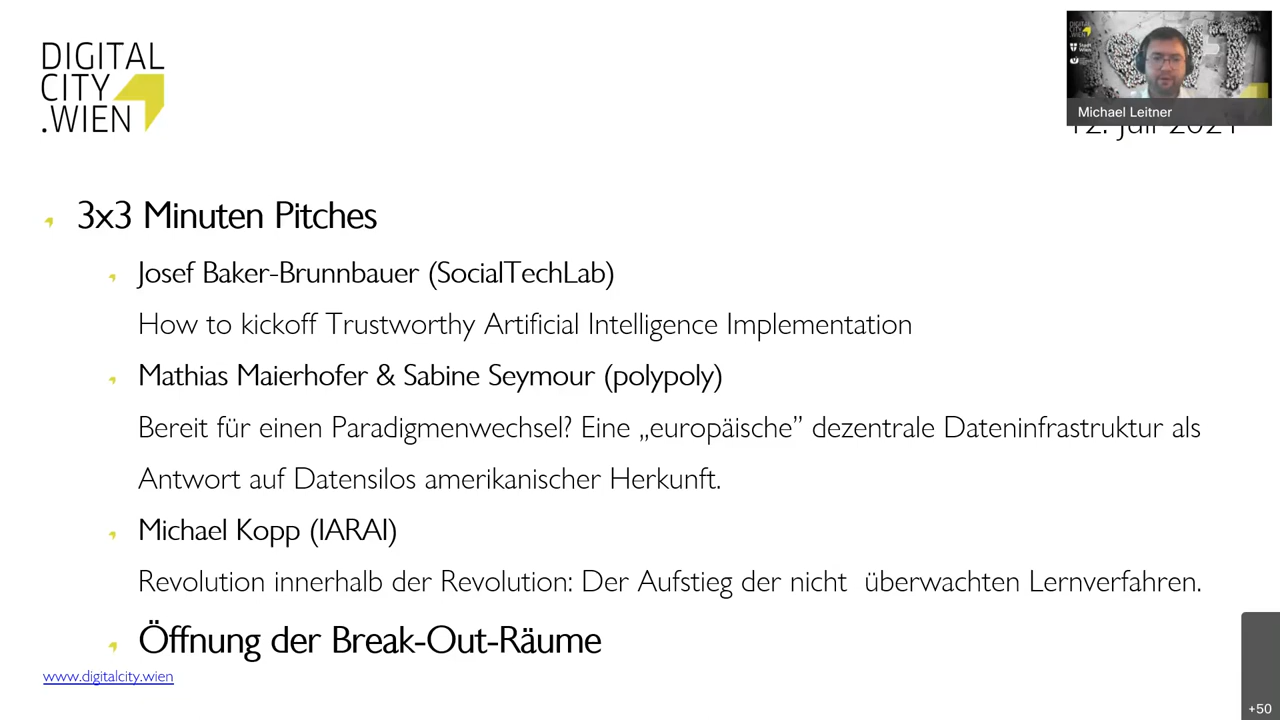 DIGITAL
CITY
.WIEN
Michael Leitner
12. Juli 2021
3x3 Minuten Pitches
Josef Baker-Brunnbauer (SocialTechLab)
How to kickoff Trustworthy Artificial Intelligence Implementation
Mathias Maierhofer & Sabine Seymour (polypoly)
Bereit für einen Paradigmenwechsel? Eine „europäische” dezentrale Dateninfrastruktur als
Antwort auf Datensilos amerikanischer Herkunft.
Michael Kopp (IARAI)
Revolution innerhalb der Revolution: Der Aufstieg der nicht überwachten Lernverfahren.
Öffnung der Break-Out-Räume
www.digitalcity.wien
+50